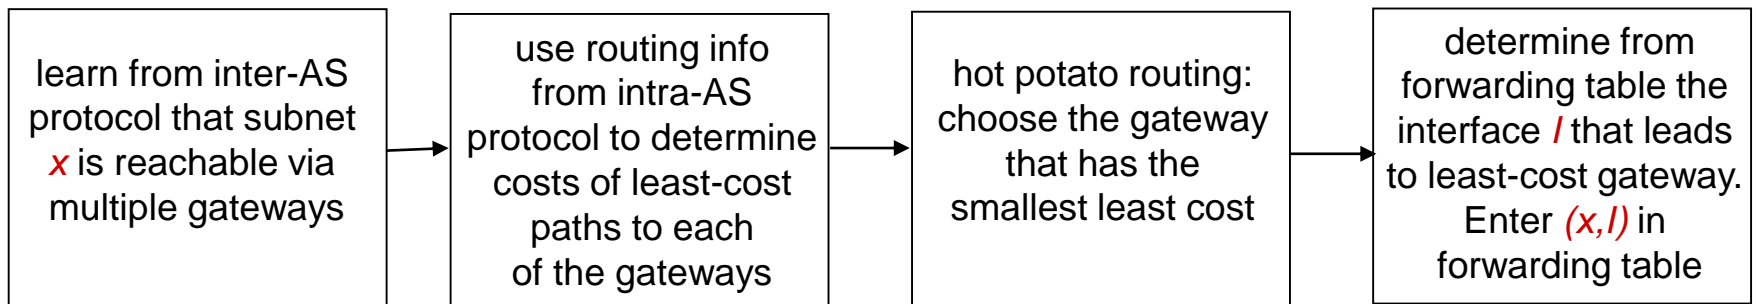 learn from inter-AS
protocol that subnet
x is reachable via
multiple gateways
use routing info
from intra-AS
protocol to determine
costs of least-cost
paths to each
of the gateways
hot potato routing:
choose the gateway
that has the
smallest least cost
determine from
forwarding table the
interface I that leads
to least-cost gateway.
Enter (x,I) in
forwarding table